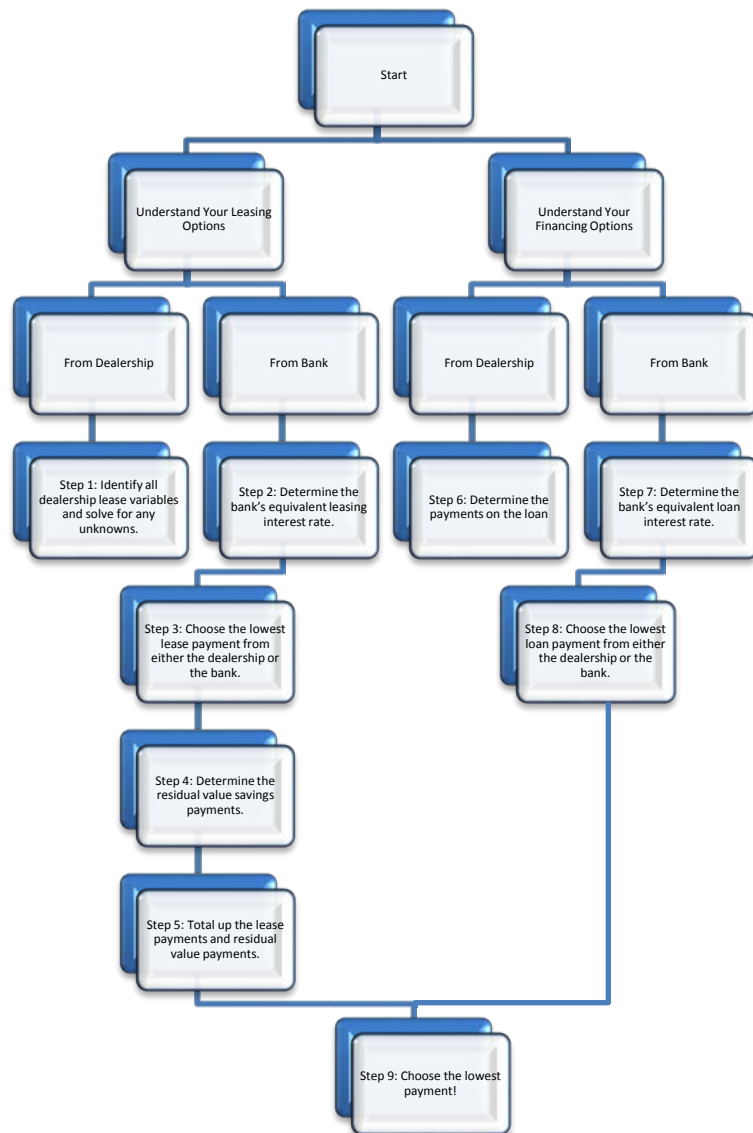 Start
Understand Your Leasing
Options
Understand Your
Financing Options
From Dealership
From Bank
From Dealership
From Bank
Step 1: Identify all
dealership lease variables
and solve for any
unknowns.
Step 2: Determine the
bank’s equivalent leasing
interest rate.
Step 6: Determine the
payments on the loan
Step 7: Determine the
bank’s equivalent loan
interest rate.
Step 3: Choose the lowest
lease payment from
either the dealership or
the bank.
Step 8: Choose the lowest
loan payment from either
the dealership or the
bank.
Step 4: Determine the
residual value savings
payments.
Step 5: Total up the lease
payments and residual
value payments.
Step 9: Choose the lowest
payment!